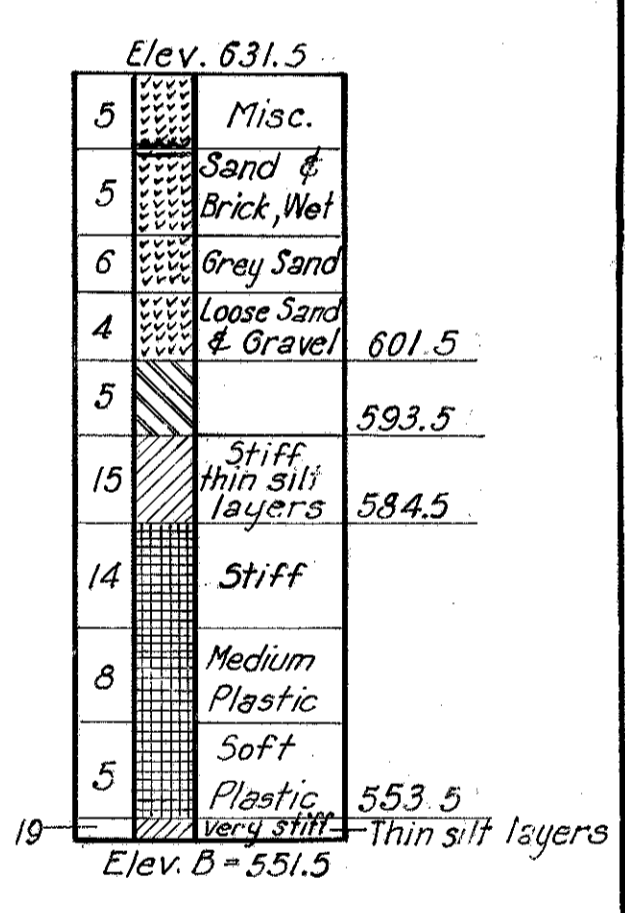 Elev. 631.5
5 Misc.
Sand &
5 Brick, Wet
6 Grey Sand
Loose Sand
4 & Gravel 601.5
5
593.5
Stiff
15 thin silt
layers 584.5
14 Stiff
Medium
8 Plastic
Soft
5 Plastic 553.5
19 very stiff Thin silt layers
Elev. B = 551.5